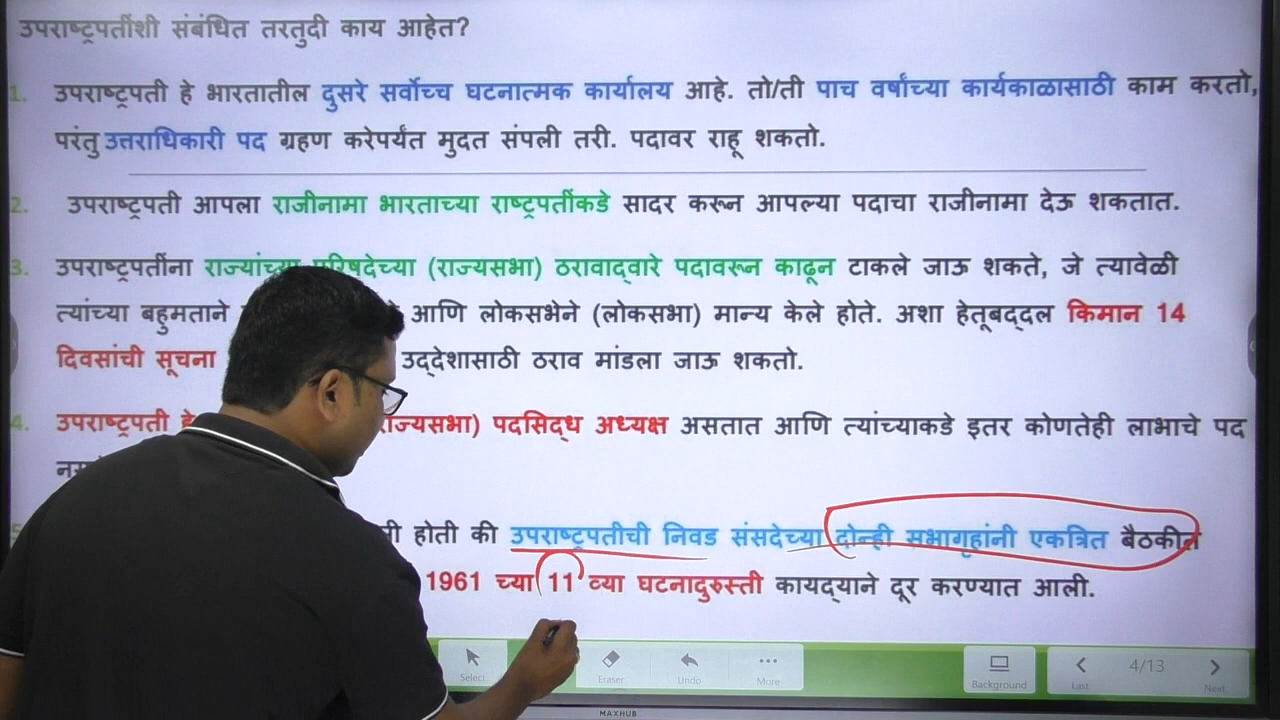 उपराष्ट्रपतींशी संबंधित तरतुदी काय आहेत?
1. उपराष्ट्रपती हे भारतातील दुसरे सर्वोच्च घटनात्मक कार्यालय आहे. तो/ती पाच वर्षांच्या कार्यकाळासाठी काम करतो,
परंतु उत्तराधिकारी पद ग्रहण करेपर्यंत मुदत संपली तरी. पदावर राहू शकतो.
2. उपराष्ट्रपती आपला राजीनामा भारताच्या राष्ट्रपतींकडे सादर करून आपल्या पदाचा राजीनामा देऊ शकतात.
3. उपराष्ट्रपतींना राज्यांच्या परिषदेच्या (राज्यसभा) ठरावाद्वारे पदावरून काढून टाकले जाऊ शकते, जे त्यावेळी
त्यांच्या बहुमताने आणि लोकसभेने (लोकसभा) मान्य केले होते. अशा हेतूबद्दल किमान 14
दिवसांची सूचना उद्देशासाठी ठराव मांडला जाऊ शकतो.
4. उपराष्ट्रपती हे राज्यसभा) पदसिद्ध अध्यक्ष असतात आणि त्यांच्याकडे इतर कोणतेही लाभाचे पद
होती की उपराष्ट्रपतीची निवड संसदेच्या दोन्ही सभागृहांनी एकत्रित बैठकीत
1961 च्या 11 व्या घटनादुरुस्ती कायद्याने दूर करण्यात आली.
Select Eraser Undo More Background Last 4/13 Next
MAXHUB